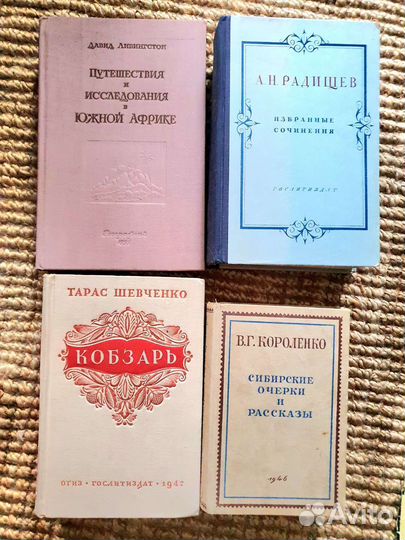 Давид Ливингстон
Путешествия
и
исследования
в
Южной Африке
А.Н. РАДИЩЕВ
ИЗБРАННЫЕ
СОЧИНЕНИЯ
ГОСЛИТИЗДАТ
ТАРАС ШЕВЧЕНКО
КОБЗАРЬ
ОГИЗ • ГОСЛИТИЗДАТ • 1947
В.Г. КОРОЛЕНКО
СИБИРСКИЕ
ОЧЕРКИ И
РАССКАЗЫ
1946
Avito